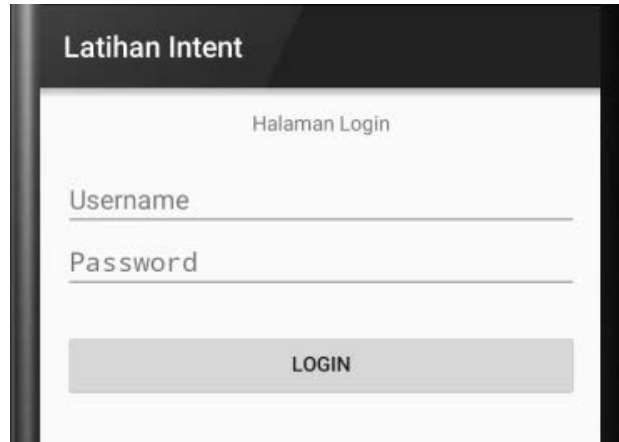 Latihan Intent
Halaman Login
Username
Password
LOGIN